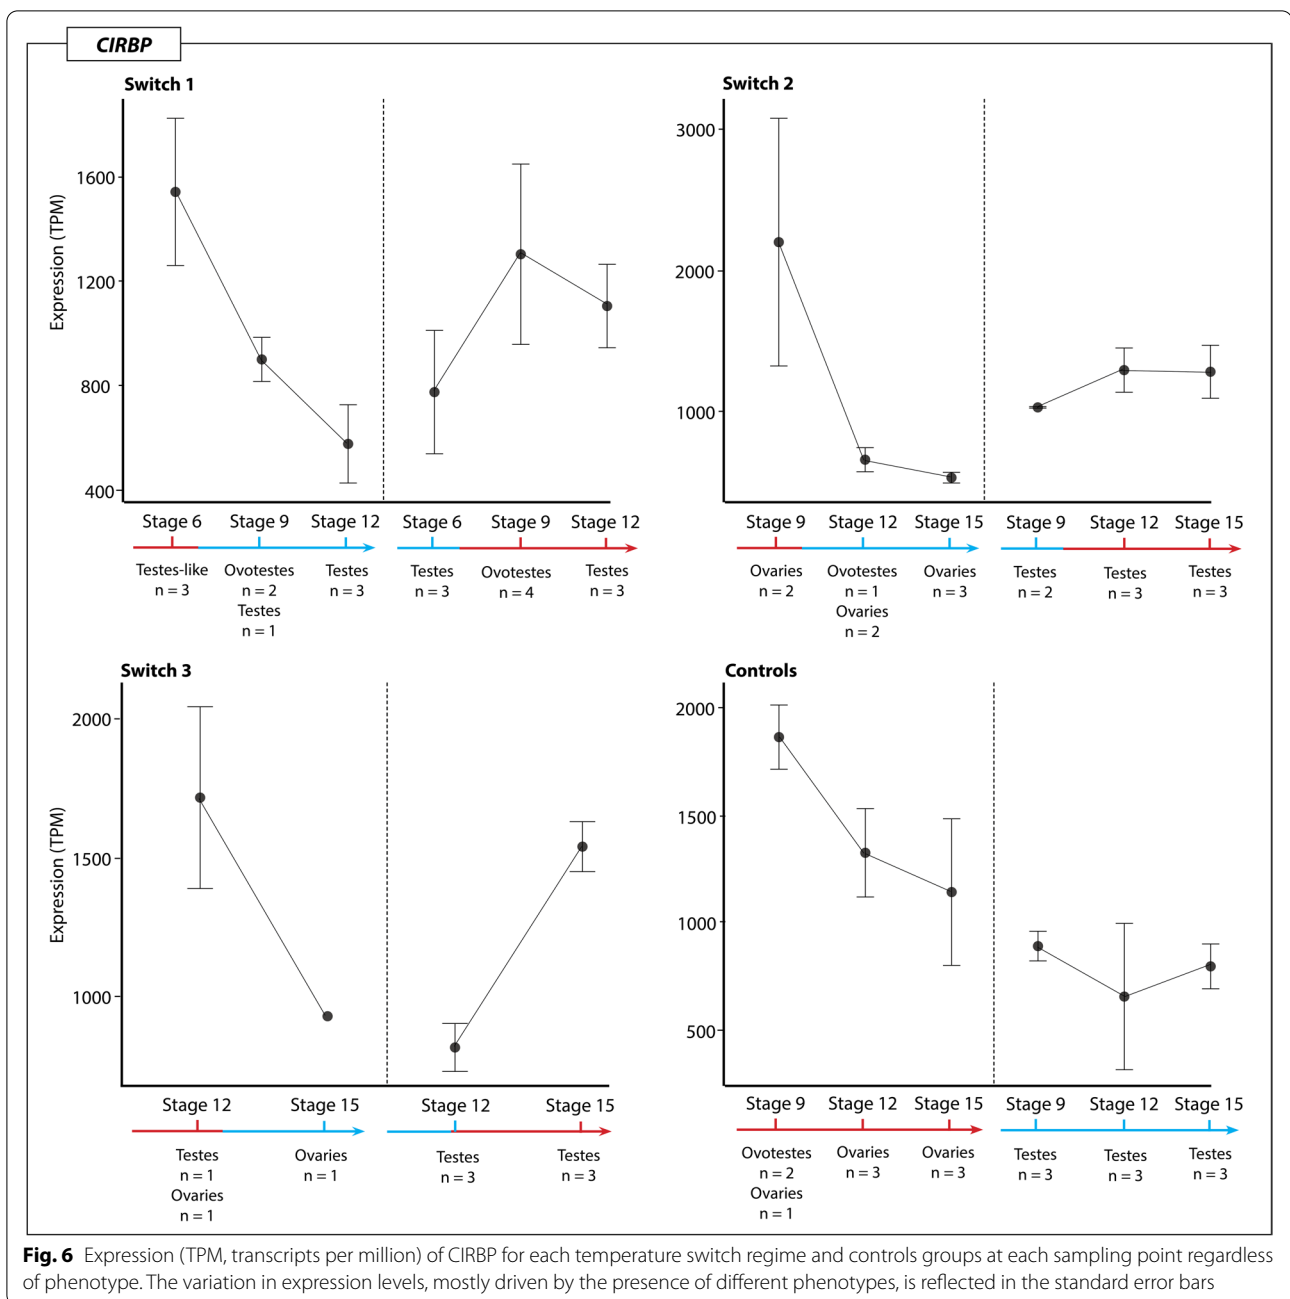 CIRBP
Switch 1
Expression (TPM)
1600
1200
800
400
Stage 6 Stage 9 Stage 12 Stage 6 Stage 9 Stage 12
Testes-like Ovotestes Testes Testes Ovotestes Testes
n = 3 n = 2 n = 3 n = 3 n = 4 n = 3
Testes
n = 1
Switch 2
3000
2000
1000
Stage 9 Stage 12 Stage 15 Stage 9 Stage 12 Stage 15
Ovaries Ovotestes Ovaries Testes Testes Testes
n = 2 n = 1 n = 3 n = 2 n = 3 n = 3
Ovaries
n = 2
Switch 3
Expression (TPM)
2000
1500
1000
Stage 12 Stage 15 Stage 12 Stage 15
Testes Ovaries Testes Testes
n = 1 n = 1 n = 3 n = 3
Ovaries
n = 1
Controls
2000
1500
1000
500
Stage 9 Stage 12 Stage 15 Stage 9 Stage 12 Stage 15
Ovotestes Ovaries Ovaries Testes Testes Testes
n = 2 n = 3 n = 3 n = 3 n = 3 n = 3
Ovaries
n = 1
Fig. 6 Expression (TPM, transcripts per million) of CIRBP for each temperature switch regime and controls groups at each sampling point regardless
of phenotype. The variation in expression levels, mostly driven by the presence of different phenotypes, is reflected in the standard error bars